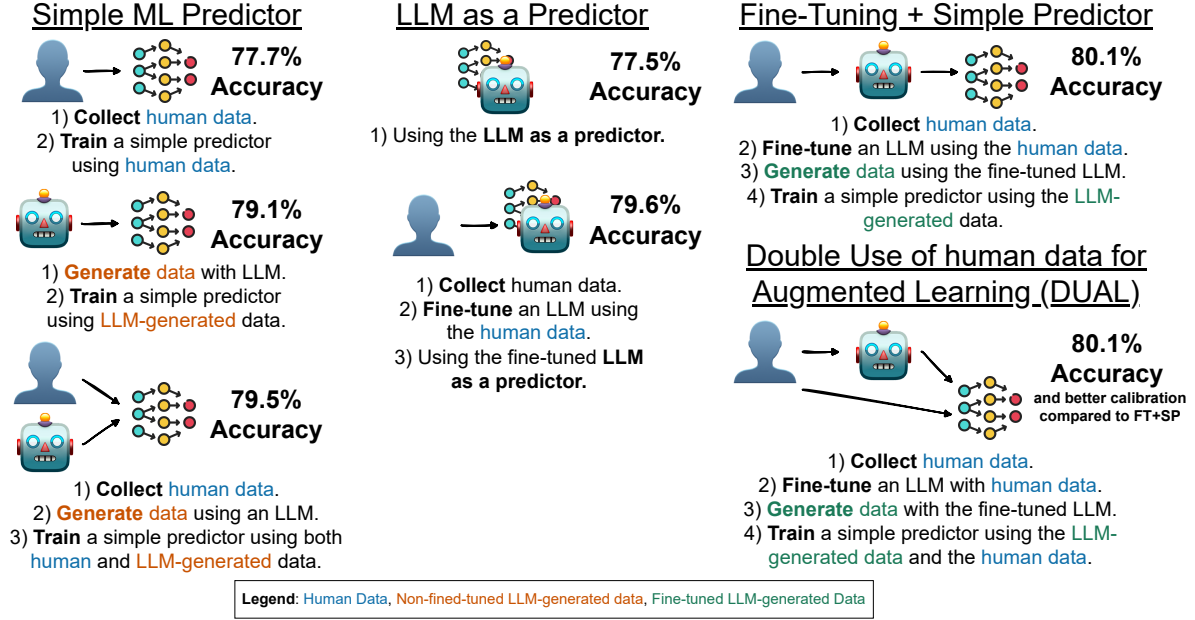 Simple ML Predictor
77.7%
Accuracy
1) Collect human data.
2) Train a simple predictor
using human data.
79.1%
Accuracy
1) Generate data with LLM.
2) Train a simple predictor
using LLM-generated data.
79.5%
Accuracy
1) Collect human data.
2) Generate data using an LLM.
3) Train a simple predictor using both
human and LLM-generated data.
LLM as a Predictor
77.5%
Accuracy
1) Using the LLM as a predictor.
79.6%
Accuracy
1) Collect human data.
2) Fine-tune an LLM using
the human data.
3) Using the fine-tuned LLM
as a predictor.
Fine-Tuning + Simple Predictor
80.1%
Accuracy
1) Collect human data.
2) Fine-tune an LLM using the human data.
3) Generate data using the fine-tuned LLM.
4) Train a simple predictor using the LLM-
generated data.
Double Use of human data for
Augmented Learning (DUAL)
80.1%
Accuracy
and better calibration
compared to FT+SP
1) Collect human data.
2) Fine-tune an LLM with human data.
3) Generate data with the fine-tuned LLM.
4) Train a simple predictor using the LLM-
generated data and the human data.
Legend: Human Data, Non-fined-tuned LLM-generated data, Fine-tuned LLM-generated Data